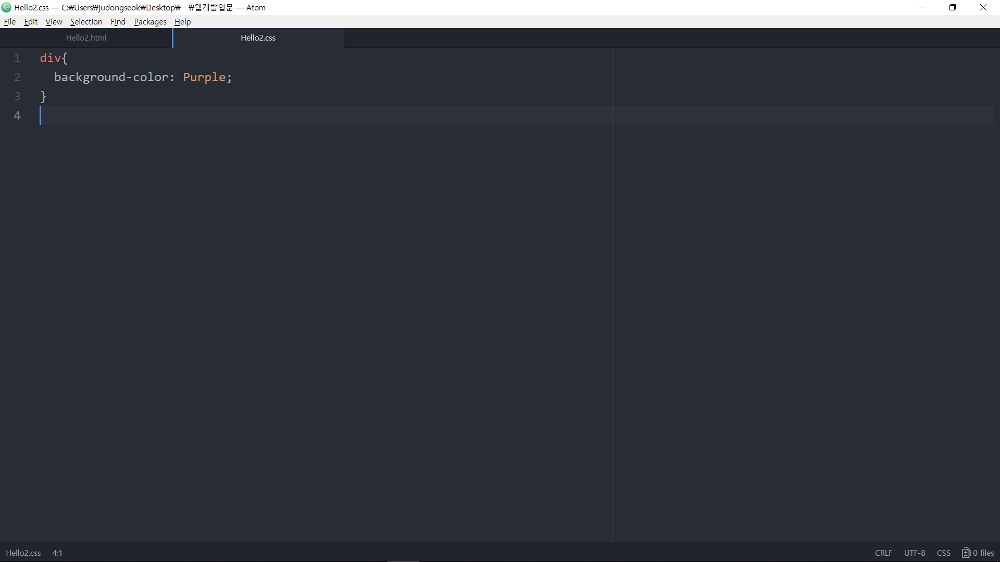 Hello2.css — C:₩Users₩judongseok₩Desktop₩ ₩웹개발입문 — Atom
File Edit View Selection Find Packages Help
Hello2.html Hello2.css
1 div{
2 background-color: Purple;
3 }
4
Hello2.css 4:1 CRLF UTF-8 CSS 0 files